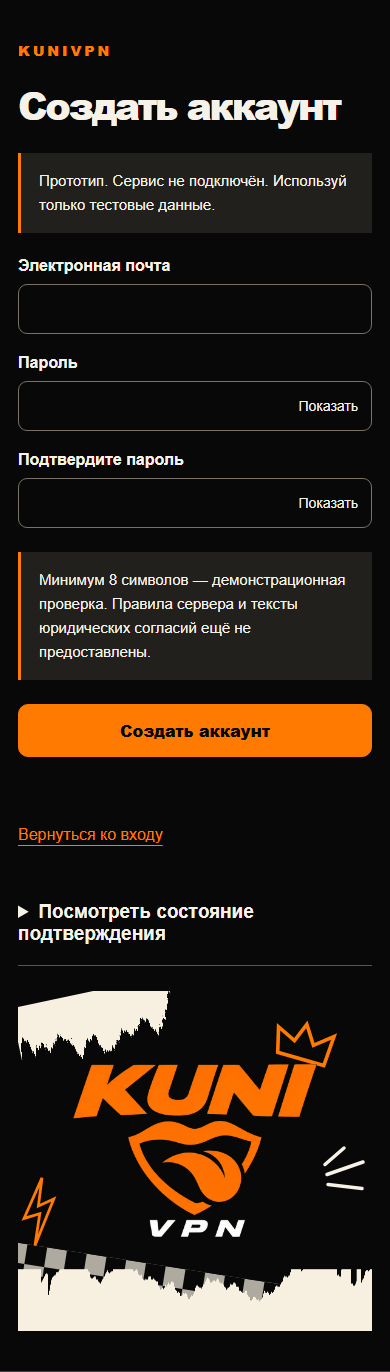 KUNIVPN
Создать аккаунт
Прототип. Сервис не подключён. Используй
только тестовые данные.
Электронная почта
Пароль
Показать
Подтвердите пароль
Показать
Минимум 8 символов — демонстрационная
проверка. Правила сервера и тексты
юридических согласий ещё не
предоставлены.
Создать аккаунт
Вернуться ко входу
Посмотреть состояние
подтверждения
KUNI
VPN